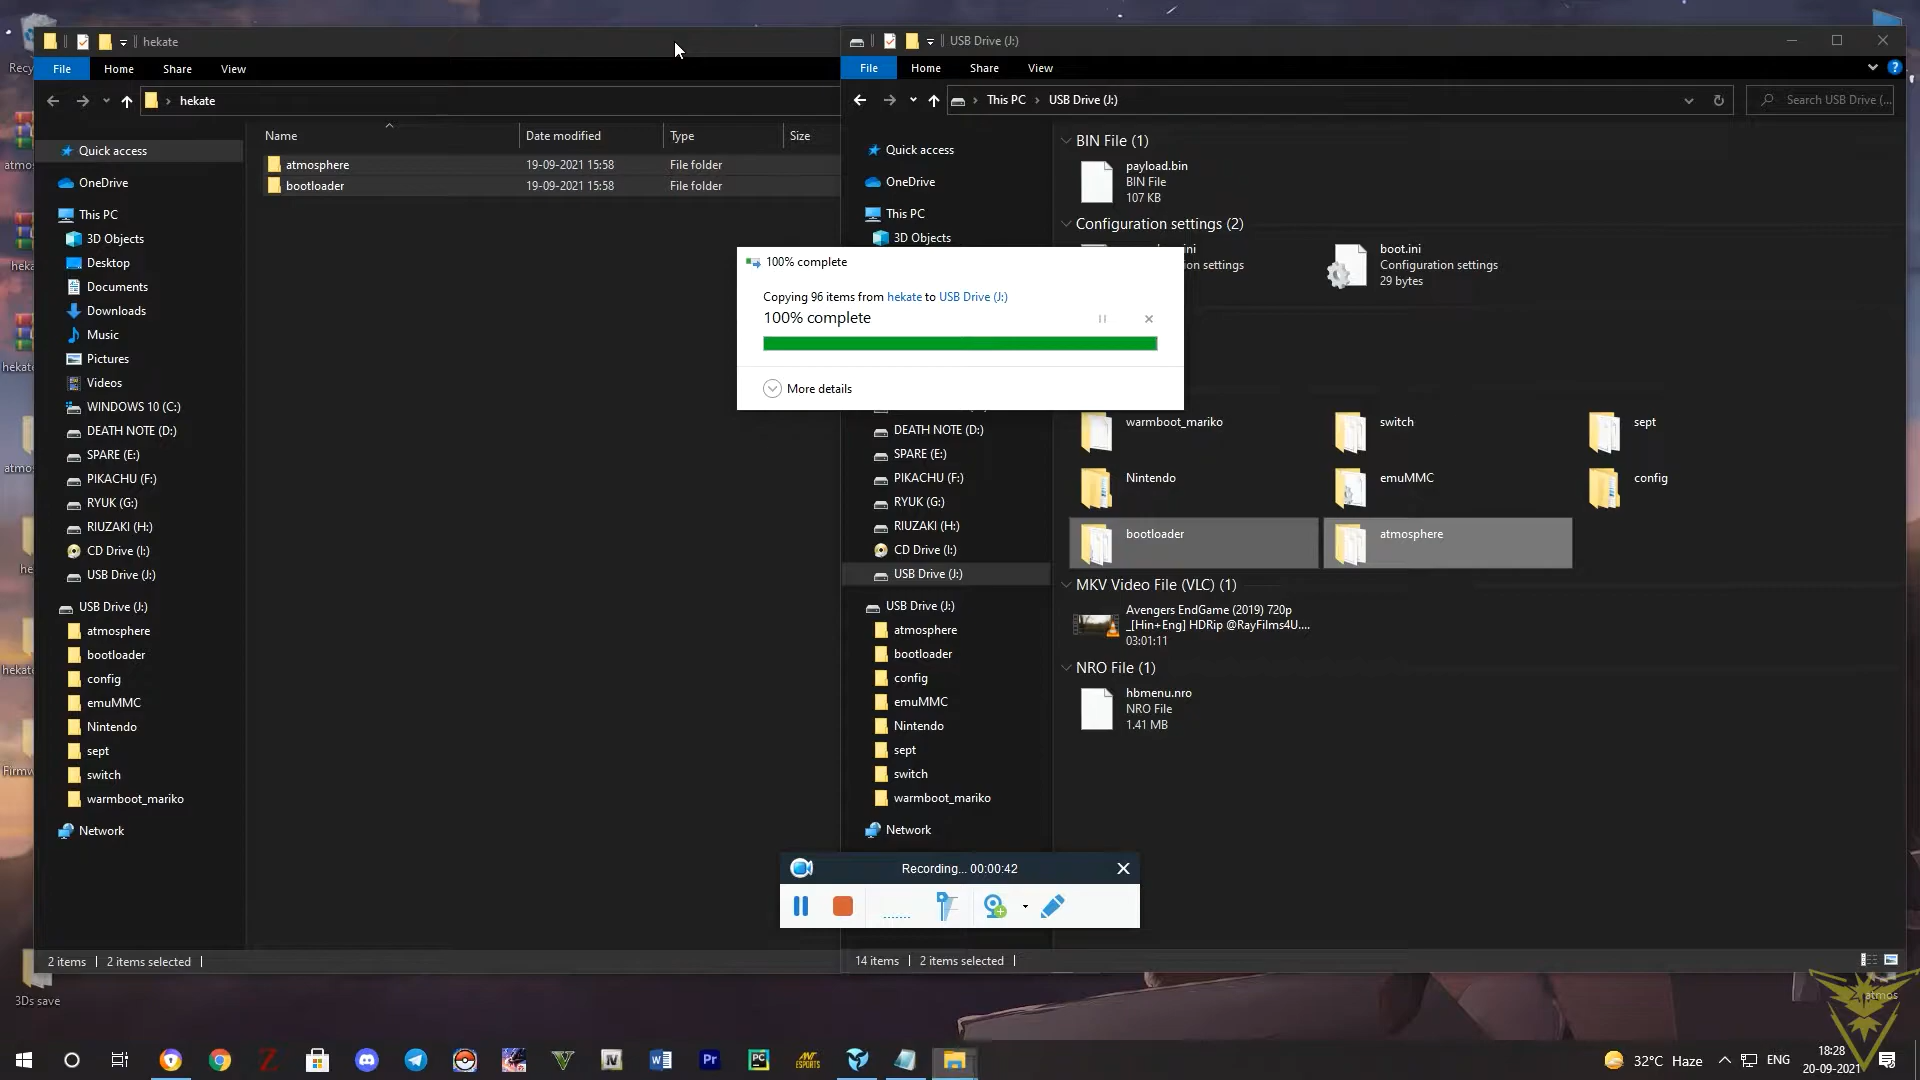 hekate
File Home Share View
hekate
Name Date modified Type Size
atmosphere 19-09-2021 15:58 File folder
bootloader 19-09-2021 15:58 File folder
Quick access
OneDrive
This PC
3D Objects
Desktop
Documents
Downloads
Music
Pictures
Videos
WINDOWS 10 (C:)
DEATH NOTE (D:)
SPARE (E:)
PIKACHU (F:)
RYUK (G:)
RIUZAKI (H:)
CD Drive (I:)
USB Drive (J:)
USB Drive (J:)
atmosphere
bootloader
config
emuMMC
Nintendo
sept
switch
warmboot_mariko
Network
2 items 2 items selected
3Ds save
USB Drive (J:)
File Home Share View
This PC › USB Drive (J:)
Search USB Drive (...
Quick access
OneDrive
This PC
3D Objects
DEATH NOTE (D:)
SPARE (E:)
PIKACHU (F:)
RYUK (G:)
RIUZAKI (H:)
CD Drive (I:)
USB Drive (J:)
USB Drive (J:)
atmosphere
bootloader
config
emuMMC
Nintendo
sept
switch
warmboot_mariko
Network
BIN File (1)
payload.bin
BIN File
107 KB
Configuration settings (2)
boot.ini
Configuration settings
29 bytes
warmboot_mariko switch sept
Nintendo emuMMC config
bootloader atmosphere
MKV Video File (VLC) (1)
Avengers EndGame (2019) 720p
_[Hin+Eng] HDRip @RayFilms4U....
03:01:11
NRO File (1)
hbmenu.nro
NRO File
1.41 MB
14 items 2 items selected
100% complete
Copying 96 items from hekate to USB Drive (J:)
100% complete
More details
Recording... 00:00:42
atmos
32°C Haze ENG 18:28
20-09-2021